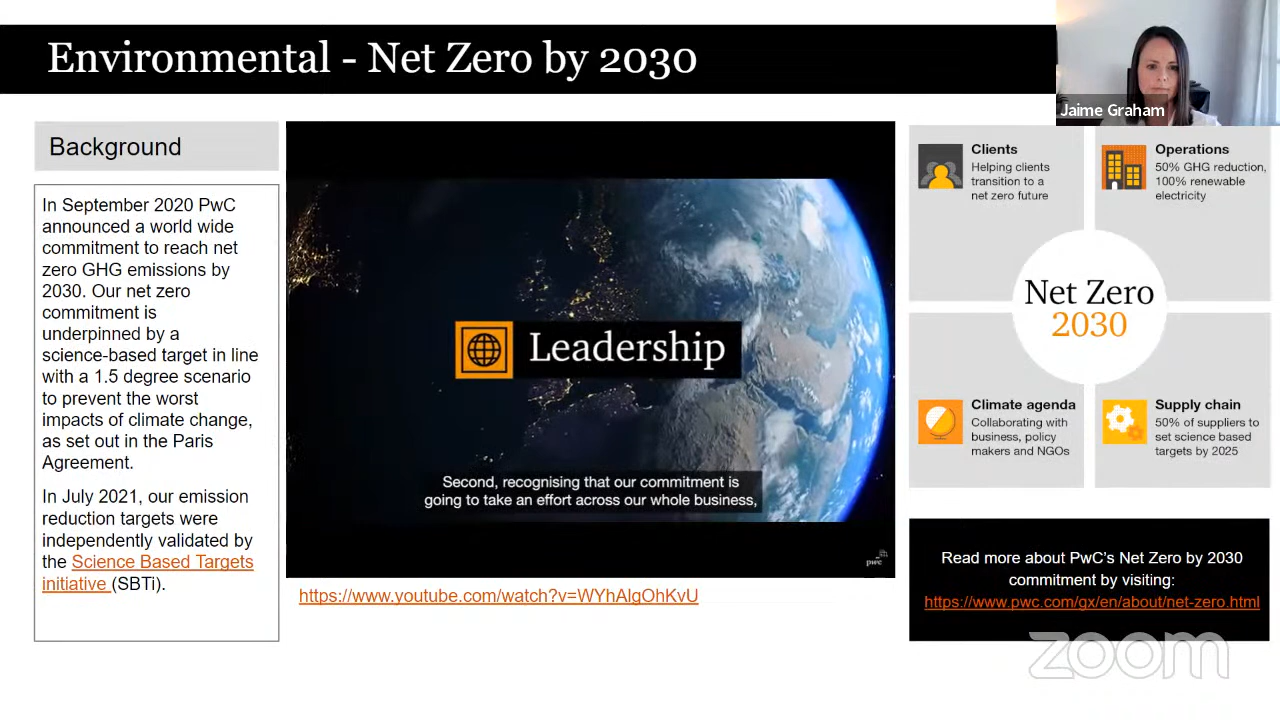 Environmental - Net Zero by 2030
Jaime Graham
Background
In September 2020 PwC
announced a world wide
commitment to reach net
zero GHG emissions by
2030. Our net zero
commitment is
underpinned by a
science-based target in line
with a 1.5 degree scenario
to prevent the worst
impacts of climate change,
as set out in the Paris
Agreement.
In July 2021, our emission
reduction targets were
independently validated by
the Science Based Targets
initiative (SBTi).
Leadership
Second, recognising that our commitment is
going to take an effort across our whole business,
pwc
https://www.youtube.com/watch?v=WYhAlgOhKvU
Clients
Helping clients
transition to a
net zero future
Operations
50% GHG reduction,
100% renewable
electricity
Net Zero
2030
Climate agenda
Collaborating with
business, policy
makers and NGOs
Supply chain
50% of suppliers to
set science based
targets by 2025
Read more about PwC's Net Zero by 2030
commitment by visiting:
https://www.pwc.com/gx/en/about/net-zero.html
zoom